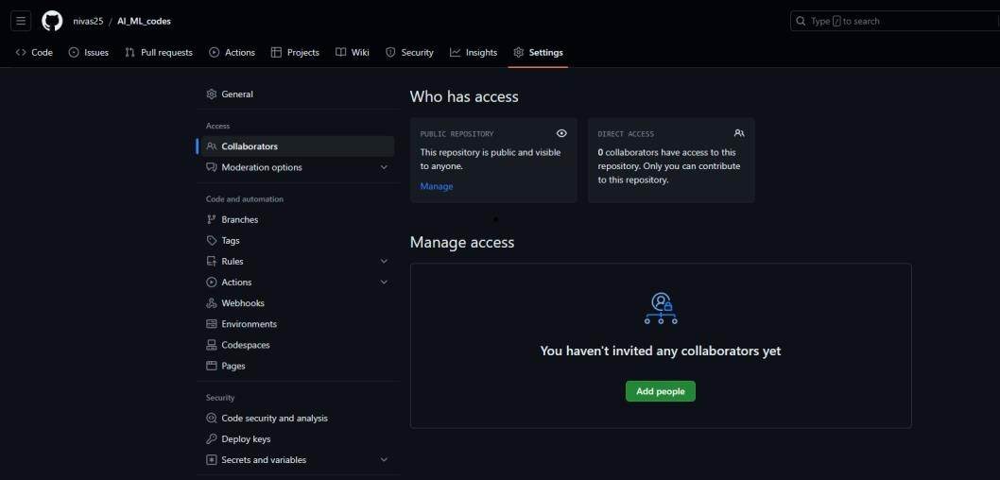 nivas25 / AI_ML_codes
Type / to search
Code
Issues
Pull requests
Actions
Projects
Wiki
Security
Insights
Settings
General
Access
Collaborators
Moderation options
Code and automation
Branches
Tags
Rules
Actions
Webhooks
Environments
Codespaces
Pages
Security
Code security and analysis
Deploy keys
Secrets and variables
Who has access
PUBLIC REPOSITORY
This repository is public and visible
to anyone.
Manage
DIRECT ACCESS
0 collaborators have access to this
repository. Only you can contribute
to this repository.
Manage access
You haven't invited any collaborators yet
Add people